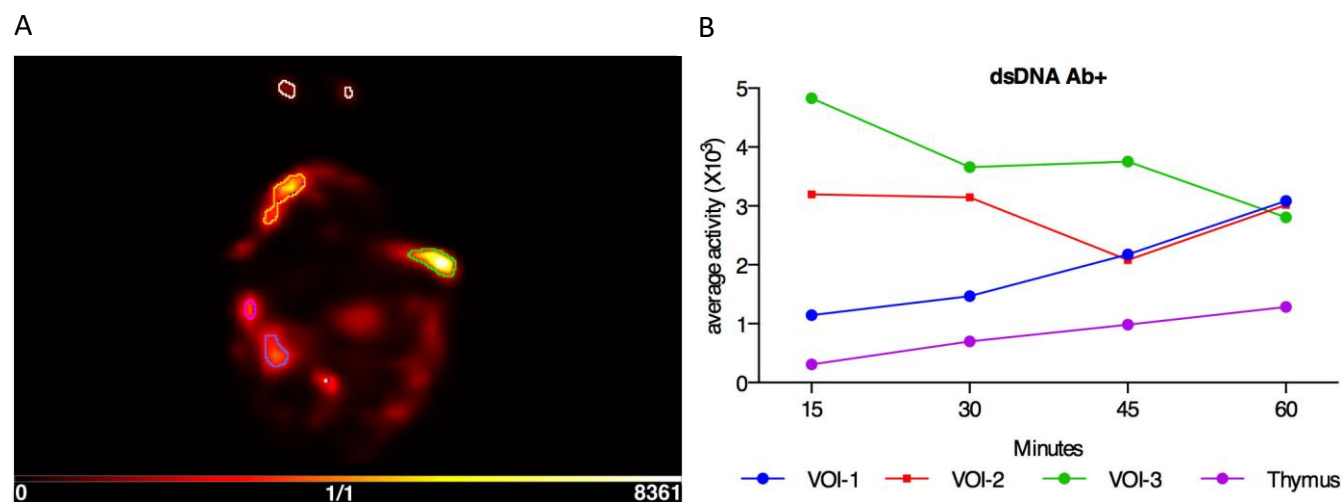 A
B
0
1/1
8361
dsDNA Ab+
average activity (X10³)
5
4
3
2
1
0
15 30 45 60
Minutes
VOI-1 VOI-2 VOI-3 Thymus